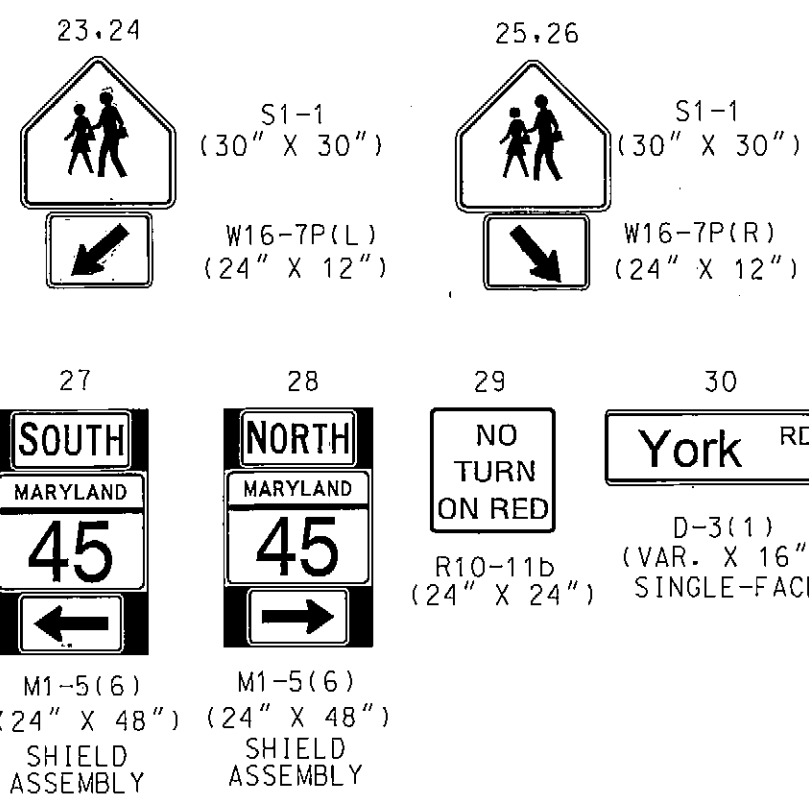 23,24
S1-1
(30" X 30")
W16-7P(L)
(24" X 12")
25,26
S1-1
(30" X 30")
W16-7P(R)
(24" X 12")
27
SOUTH
MARYLAND
45
M1-5(6)
(24" X 48")
SHIELD
ASSEMBLY
28
NORTH
MARYLAND
45
M1-5(6)
(24" X 48")
SHIELD
ASSEMBLY
29
NO
TURN
ON RED
R10-11b
(24" X 24")
30
York RD
D-3(1)
(VAR. X 16"
SINGLE-FACE